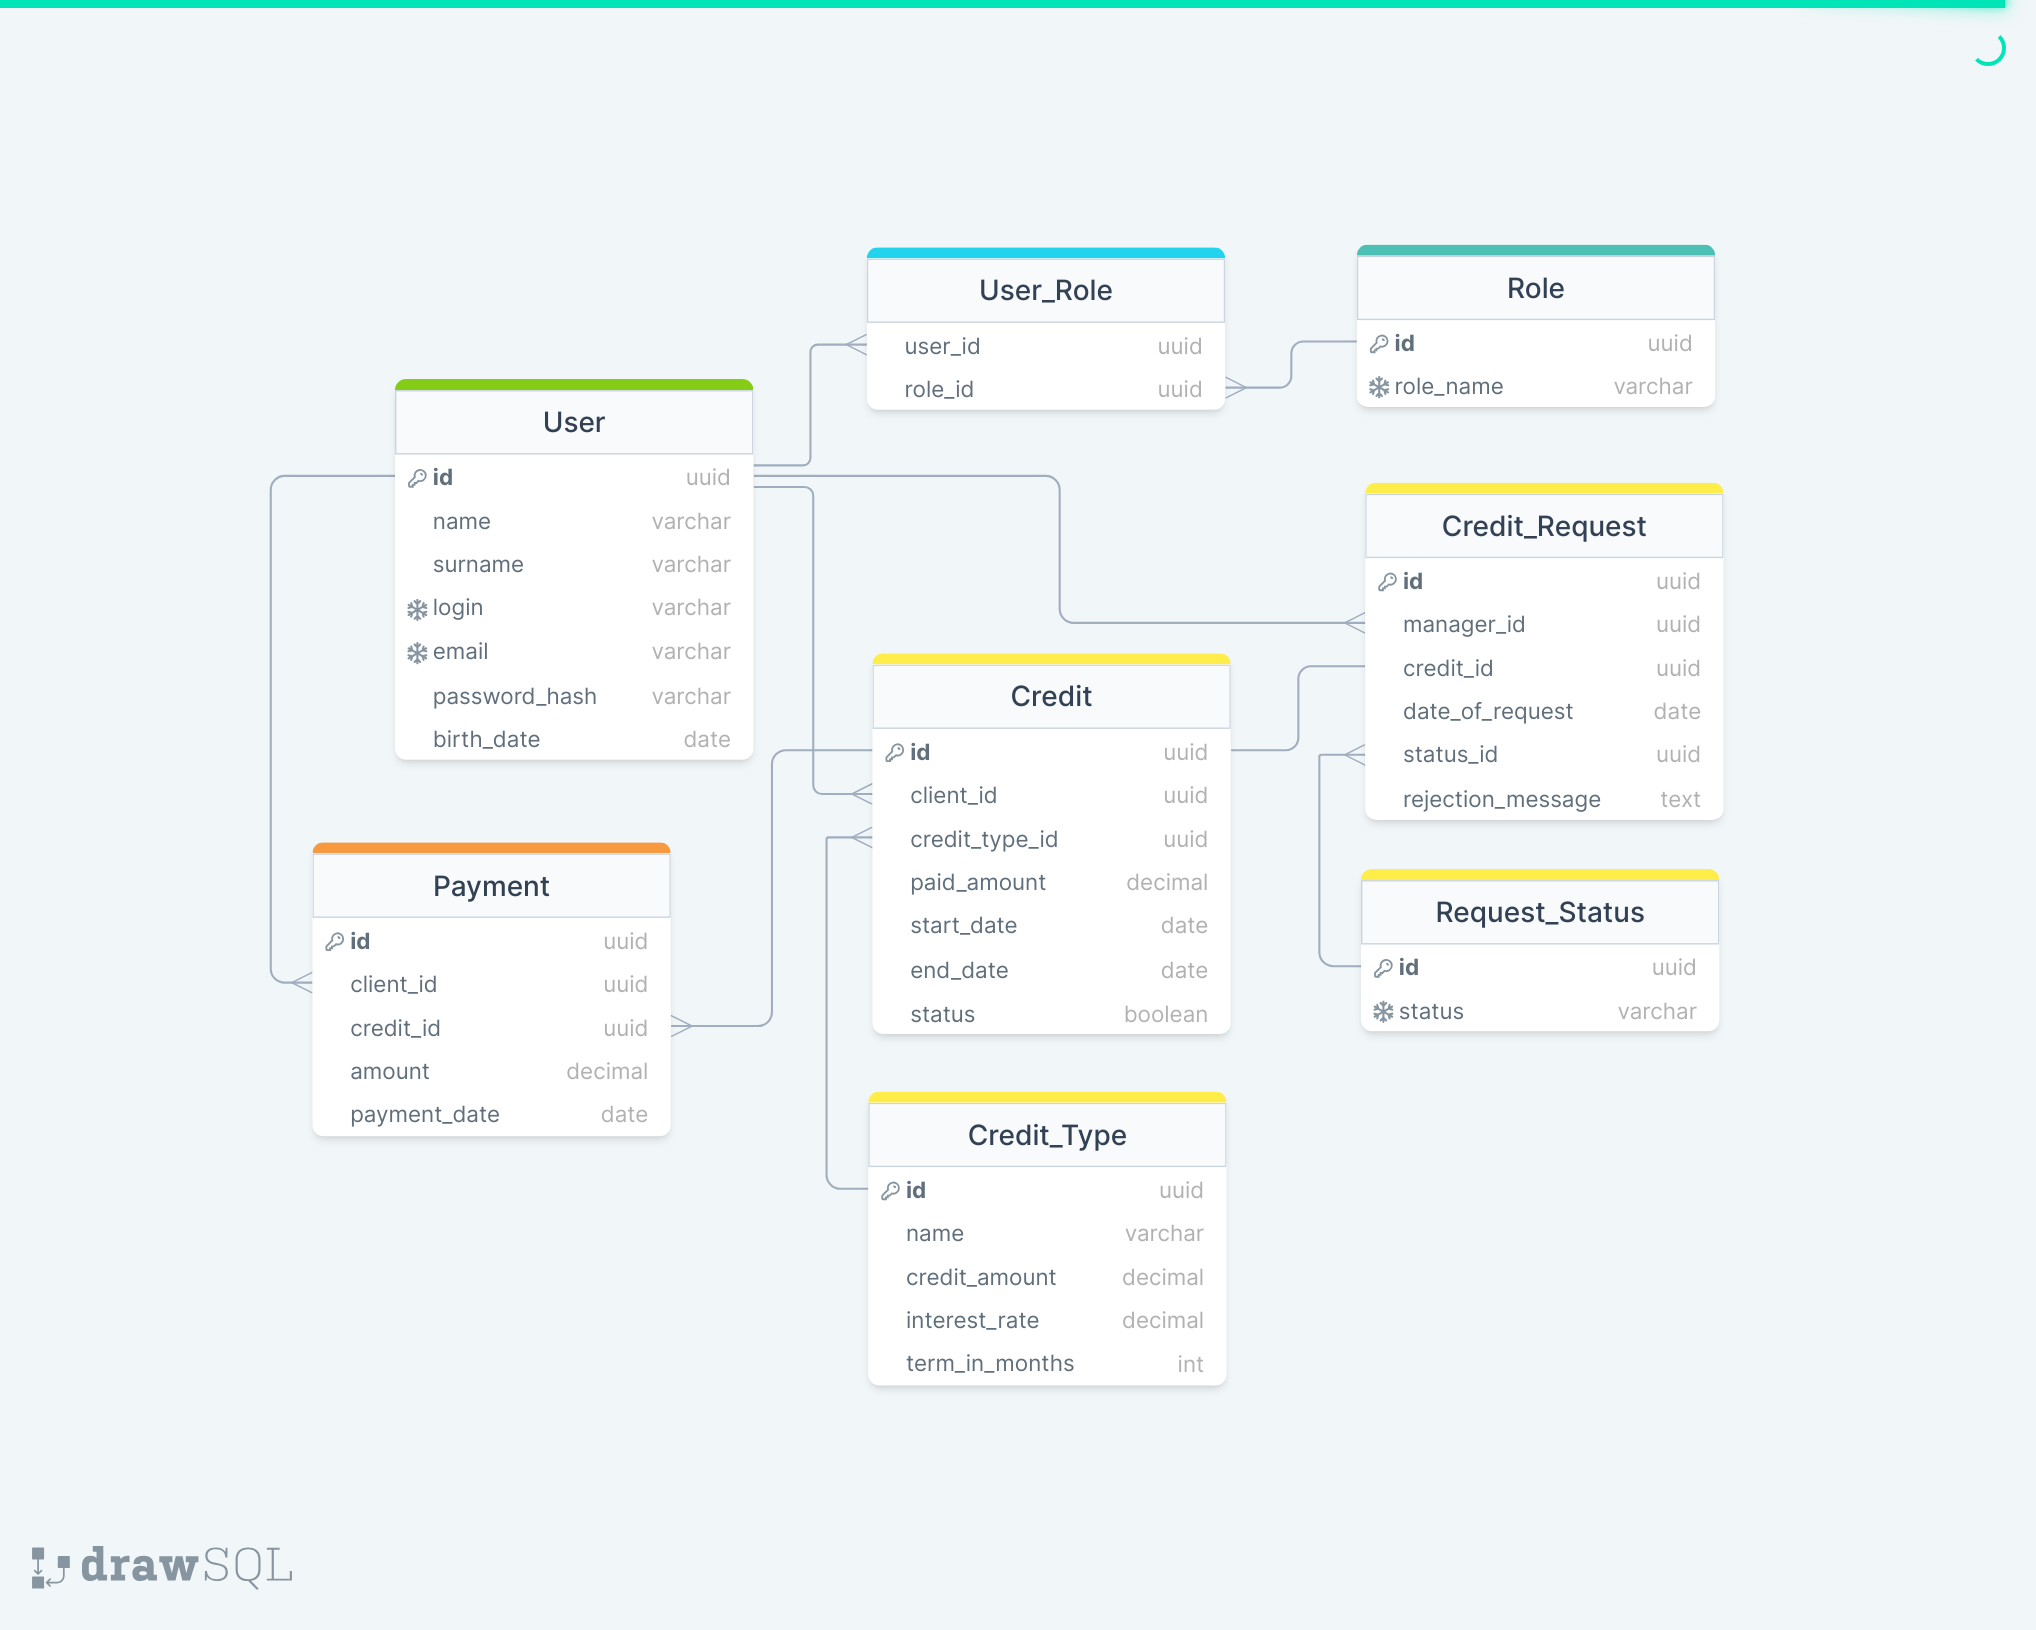 User_Role
user_id uuid
role_id uuid
Role
id uuid
role_name varchar
User
id uuid
name varchar
surname varchar
login varchar
email varchar
password_hash varchar
birth_date date
Credit_Request
id uuid
manager_id uuid
credit_id uuid
date_of_request date
status_id uuid
rejection_message text
Credit
id uuid
client_id uuid
credit_type_id uuid
paid_amount decimal
start_date date
end_date date
status boolean
Payment
id uuid
client_id uuid
credit_id uuid
amount decimal
payment_date date
Request_Status
id uuid
status varchar
Credit_Type
id uuid
name varchar
credit_amount decimal
interest_rate decimal
term_in_months int
drawSQL